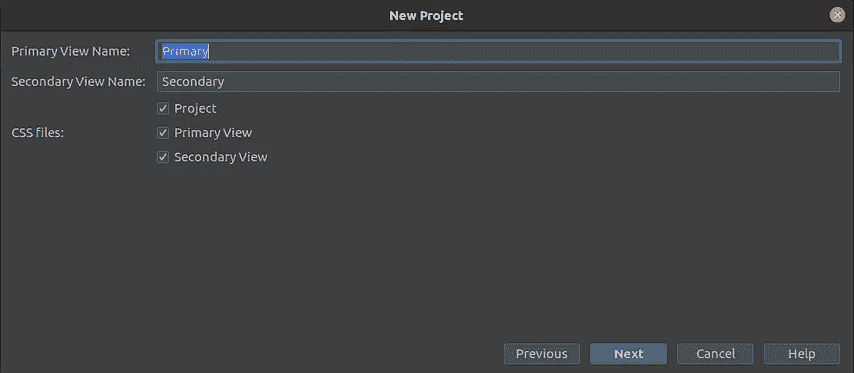 New Project
Primary View Name: Primary
Secondary View Name: Secondary
Project
CSS files: Primary View
Secondary View
Previous Next Cancel Help